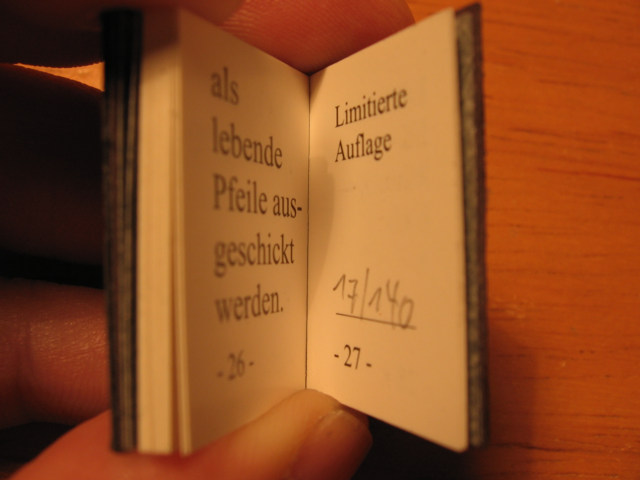 als
lebende
Pfeile aus-
geschickt
werden.
- 26 -
Limitierte
Auflage
17/140
- 27 -